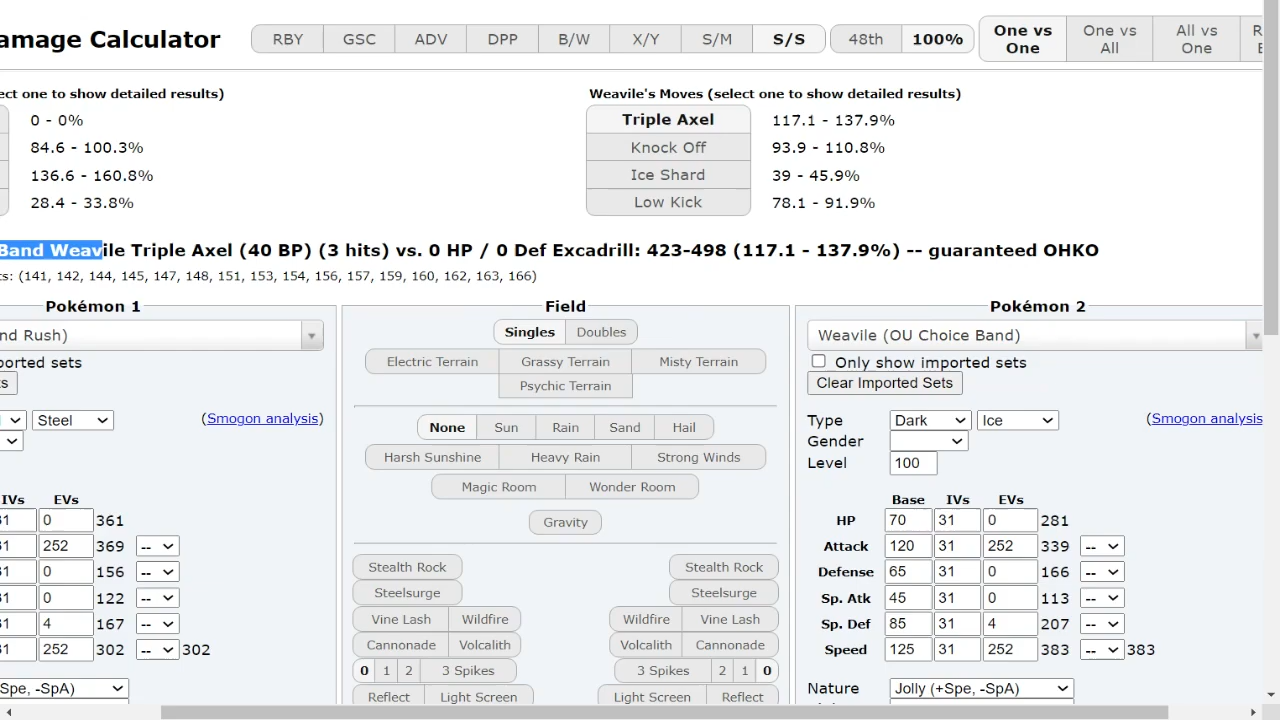 amage Calculator
RBY GSC ADV DPP B/W X/Y S/M S/S 48th 100% One vs One One vs All All vs One
ect one to show detailed results) Weavile's Moves (select one to show detailed results)
0 - 0% Triple Axel 117.1 - 137.9%
84.6 - 100.3% Knock Off 93.9 - 110.8%
136.6 - 160.8% Ice Shard 39 - 45.9%
28.4 - 33.8% Low Kick 78.1 - 91.9%
Band Weavile Triple Axel (40 BP) (3 hits) vs. 0 HP / 0 Def Excadrill: 423-498 (117.1 - 137.9%) -- guaranteed OHKO
ts: (141, 142, 144, 145, 147, 148, 151, 153, 154, 156, 157, 159, 160, 162, 163, 166)
Pokémon 1 Field Pokémon 2
Singles Doubles
nd Rush) Weavile (OU Choice Band)
Electric Terrain Grassy Terrain Misty Terrain
ported sets Only show imported sets
Psychic Terrain
ts Clear Imported Sets
Steel (Smogon analysis) Type Dark Ice (Smogon analysis
None Sun Rain Sand Hail
Gender
Harsh Sunshine Heavy Rain Strong Winds
Level 100
Magic Room Wonder Room
IVs EVs Base IVs EVs
31 0 361 Gravity HP 70 31 0 281
31 252 369 -- Attack 120 31 252 339 --
Stealth Rock Stealth Rock
31 0 156 -- Defense 65 31 0 166 --
Steelsurge Steelsurge
31 0 122 -- Sp. Atk 45 31 0 113 --
Vine Lash Wildfire Wildfire Vine Lash
31 4 167 -- Sp. Def 85 31 4 207 --
Cannonade Volcalith Volcalith Cannonade
31 252 302 -- 302 Speed 125 31 252 383 -- 383
0 1 2 3 Spikes 3 Spikes 2 1 0
Spe, -SpA) Nature Jolly (+Spe, -SpA)
Reflect Light Screen Light Screen Reflect